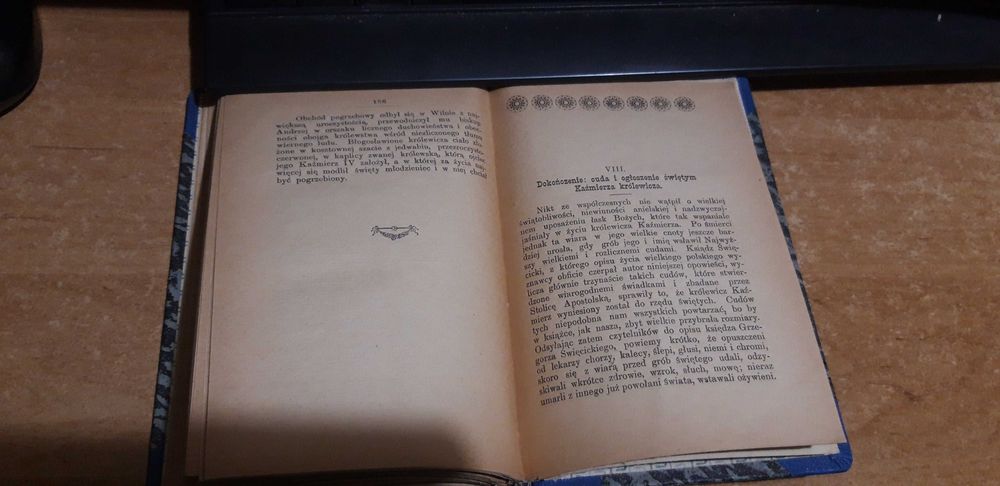 186
Obchód pogrzebowy odbył się w Wilnie z naj-
większą uroczystością, przewodniczył mu biskup
Andrzej w orszaku licznego duchowieństwa i obec-
ności obojga królewstwa wśród niezliczonego tłumu
wiernego ludu. Błogosławione królewicza ciało zło-
żone w kosztownej szacie z jedwabiu, przezroczysto
czerwonej, w kaplicy zwanej królewską, którą ojciec
jego Kaźmierz IV założył, a w której za życia naj-
więcej się modlił święty młodzieniec i w niej chciał
być pogrzebiony.
VIII.
Dokończenie: cuda i ogłoszenie świętym
Kaźmierza królewicza.
Nikt ze współczesnych nie wątpił o wielkiej
świątobliwości, niewinności anielskiej i nadzwyczaj-
nem uposażeniu łask Bożych, które tak wspaniale
jaśniały w życiu królewicza Kaźmierza. Po śmierci
jednak ta wiara w jego wielkie cnoty jeszcze bar-
dziej urosła, gdy grób jego i imię wsławił Najwyż-
szy wielkiemi i rozlicznemi cudami. Ksiądz Świę-
cicki, z którego opisu życia wielkiego polskiego wy-
znawcy obficie czerpał autor niniejszej opowieści, wy-
licza głównie trzynaście takich cudów, które stwier-
dzone wiarogodnemi świadkami i zbadane przez
Stolicę Apostolską, sprawiły to, że królewicz Kaź-
mierz wyniesiony został do rzędu świętych. Cudów
tych niepodobna nam wszystkich powtarzać, bo by
w książce, jak nasza, zbyt wielkie przybrała rozmiary.
Odsyłając zatem czytelników do opisu księdza Grze-
gorza Święcickiego, powiemy krótko, że opuszczeni
od lekarzy chorzy, kalecy, ślepi, głusi, niemi i chromi,
skoro się z wiarą przed grób świętego udali, odzy-
skiwali wkrótce zdrowie, wzrok, słuch, mowę; nieraz
umarli z innego już powołani świata, wstawali ożywieni.